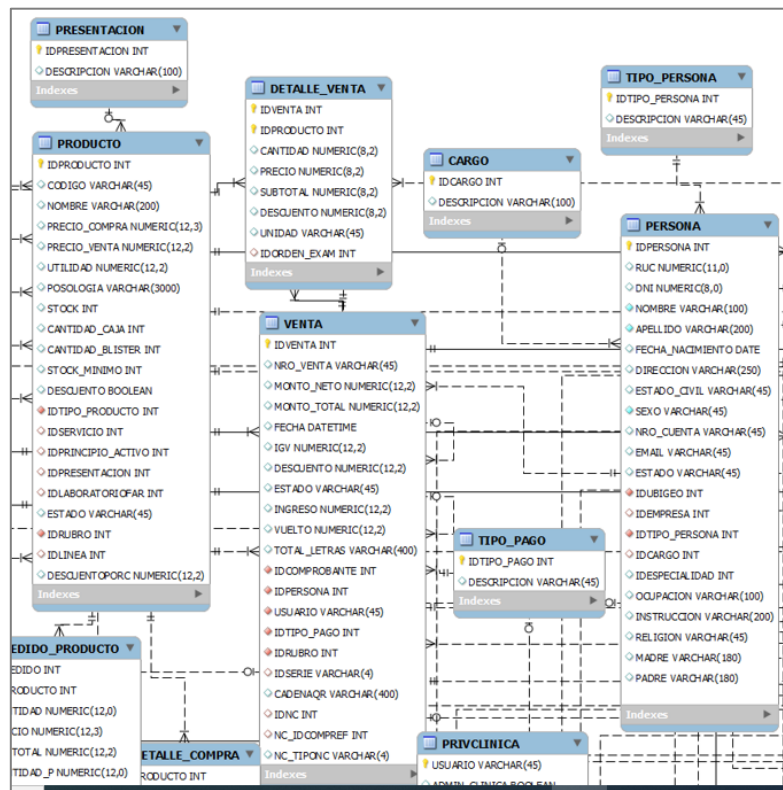 PRESENTACION
IDPRESENTACION INT
DESCRIPCION VARCHAR(100)
Indexes
PRODUCTO
IDPRODUCTO INT
CODIGO VARCHAR(45)
NOMBRE VARCHAR(200)
PRECIO_COMPRA NUMERIC(12,3)
PRECIO_VENTA NUMERIC(12,2)
UTILIDAD NUMERIC(12,2)
POSOLOGIA VARCHAR(3000)
STOCK INT
CANTIDAD_CAJA INT
CANTIDAD_BLISTER INT
STOCK_MINIMO INT
DESCUENTO BOOLEAN
IDTIPO_PRODUCTO INT
IDSERVICIO INT
IDPRINCIPIO_ACTIVO INT
IDPRESENTACION INT
IDLABORATORIOFAR INT
ESTADO VARCHAR(45)
IDRUBRO INT
IDLINEA INT
DESCUENTOPORC NUMERIC(12,2)
Indexes
EDIDO_PRODUCTO
EDIDO INT
RODUCTO INT
TIDAD NUMERIC(12,0)
CIO NUMERIC(12,3)
TOTAL NUMERIC(12,2)
TIDAD_P NUMERIC(12,0)
ETALLE_COMPRA
RODUCTO INT
DETALLE_VENTA
IDVENTA INT
IDPRODUCTO INT
CANTIDAD NUMERIC(8,2)
PRECIO NUMERIC(8,2)
SUBTOTAL NUMERIC(8,2)
DESCUENTO NUMERIC(8,2)
UNIDAD VARCHAR(45)
IDORDEN_EXAM INT
Indexes
VENTA
IDVENTA INT
NRO_VENTA VARCHAR(45)
MONTO_NETO NUMERIC(12,2)
MONTO_TOTAL NUMERIC(12,2)
FECHA DATETIME
IGV NUMERIC(12,2)
DESCUENTO NUMERIC(12,2)
ESTADO VARCHAR(45)
INGRESO NUMERIC(12,2)
VUELTO NUMERIC(12,2)
TOTAL_LETRAS VARCHAR(400)
IDCOMPROBANTE INT
IDPERSONA INT
USUARIO VARCHAR(45)
IDTIPO_PAGO INT
IDRUBRO INT
IDSERIE VARCHAR(4)
CADENAQR VARCHAR(400)
IDNC INT
NC_IDCOMPREF INT
NC_TIPONC VARCHAR(4)
Indexes
CARGO
IDCARGO INT
DESCRIPCION VARCHAR(100)
Indexes
TIPO_PAGO
IDTIPO_PAGO INT
DESCRIPCION VARCHAR(45)
Indexes
PRIVCLINICA
USUARIO VARCHAR(45)
ADMIN_CLINICA BOOLEAN
TIPO_PERSONA
IDTIPO_PERSONA INT
DESCRIPCION VARCHAR(45)
Indexes
PERSONA
IDPERSONA INT
RUC NUMERIC(11,0)
DNI NUMERIC(8,0)
NOMBRE VARCHAR(100)
APELLIDO VARCHAR(200)
FECHA_NACIMIENTO DATE
DIRECCION VARCHAR(250)
ESTADO_CIVIL VARCHAR(45)
SEXO VARCHAR(45)
NRO_CUENTA VARCHAR(45)
EMAIL VARCHAR(45)
ESTADO VARCHAR(45)
IDUBIGEO INT
IDEMPRESA INT
IDTIPO_PERSONA INT
IDCARGO INT
IDESPECIALIDAD INT
OCUPACION VARCHAR(100)
INSTRUCCION VARCHAR(200)
RELIGION VARCHAR(45)
MADRE VARCHAR(180)
PADRE VARCHAR(180)
Indexes